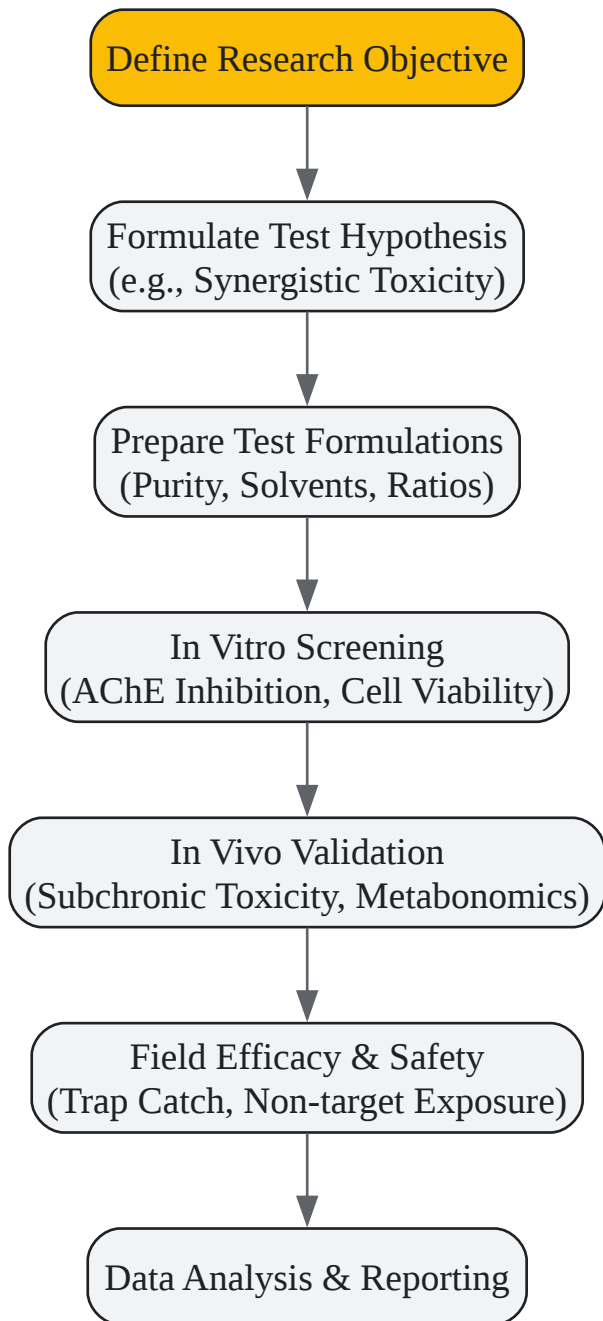 Define Research Objective
Formulate Test Hypothesis
(e.g., Synergistic Toxicity)
Prepare Test Formulations
(Purity, Solvents, Ratios)
In Vitro Screening
(AChE Inhibition, Cell Viability)
In Vivo Validation
(Subchronic Toxicity, Metabonomics)
Field Efficacy & Safety
(Trap Catch, Non-target Exposure)
Data Analysis & Reporting